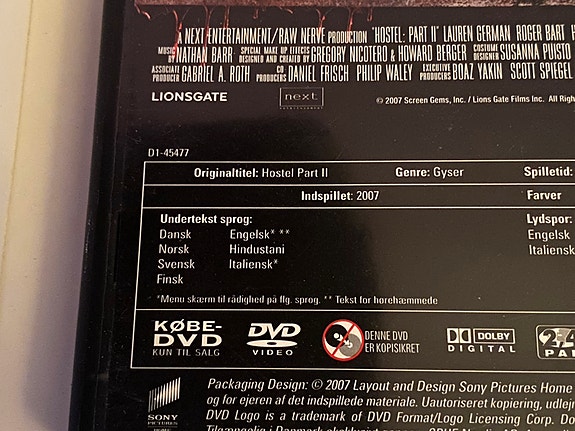 A NEXT ENTERTAINMENT/RAW NERVE PRODUCTION "HOSTEL: PART II" LAUREN GERMAN ROGER BART
MUSIC BY NATHAN BARR SPECIAL MAKE UP EFFECTS DESIGNED AND CREATED BY GREGORY NICOTERO & HOWARD BERGER COSTUME DESIGNER SUSANNA PUISTO
ASSOCIATE PRODUCER GABRIEL A. ROTH CO PRODUCERS DANIEL FRISCH PHILIP WALEY EXECUTIVE PRODUCERS BOAZ YAKIN SCOTT SPIEGEL
LIONSGATE next ENTERTAINMENT © 2007 Screen Gems, Inc. / Lions Gate Films Inc. All Rig
D1-45477
Originaltitel: Hostel Part II Genre: Gyser Spilletid:
Indspillet: 2007 Farver
Undertekst sprog: Lydspor:
Dansk Engelsk* ** Engelsk
Norsk Hindustani Italiensk
Svensk Italiensk*
Finsk
*Menu skærm til rådighed på flg. sprog. ** Tekst for hørehæmmede
KØBE-
DVD
KUN TIL SALG
DVD
VIDEO
DENNE DVD
ER KOPISIKRET
DOLBY
DIGITAL
2.4
PAL
SONY
PICTURES
Packaging Design: © 2007 Layout and Design Sony Pictures Home
og for ejeren af det indspillede materiale. Uautoriseret kopiering, udlejn
DVD Logo is a trademark of DVD Format/Logo Licensing Corp. Do